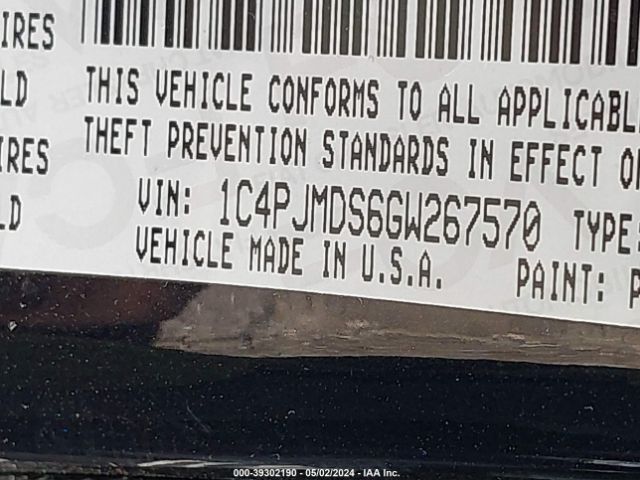 IRES
LD
IRES
LD
THIS VEHICLE CONFORMS TO ALL APPLICABL
THEFT PREVENTION STANDARDS IN EFFECT O
VIN: 1C4PJMDS6GW267570 TYPE:
VEHICLE MADE IN U.S.A. PAINT: P
000-39302190 - 05/02/2024 - IAA Inc.